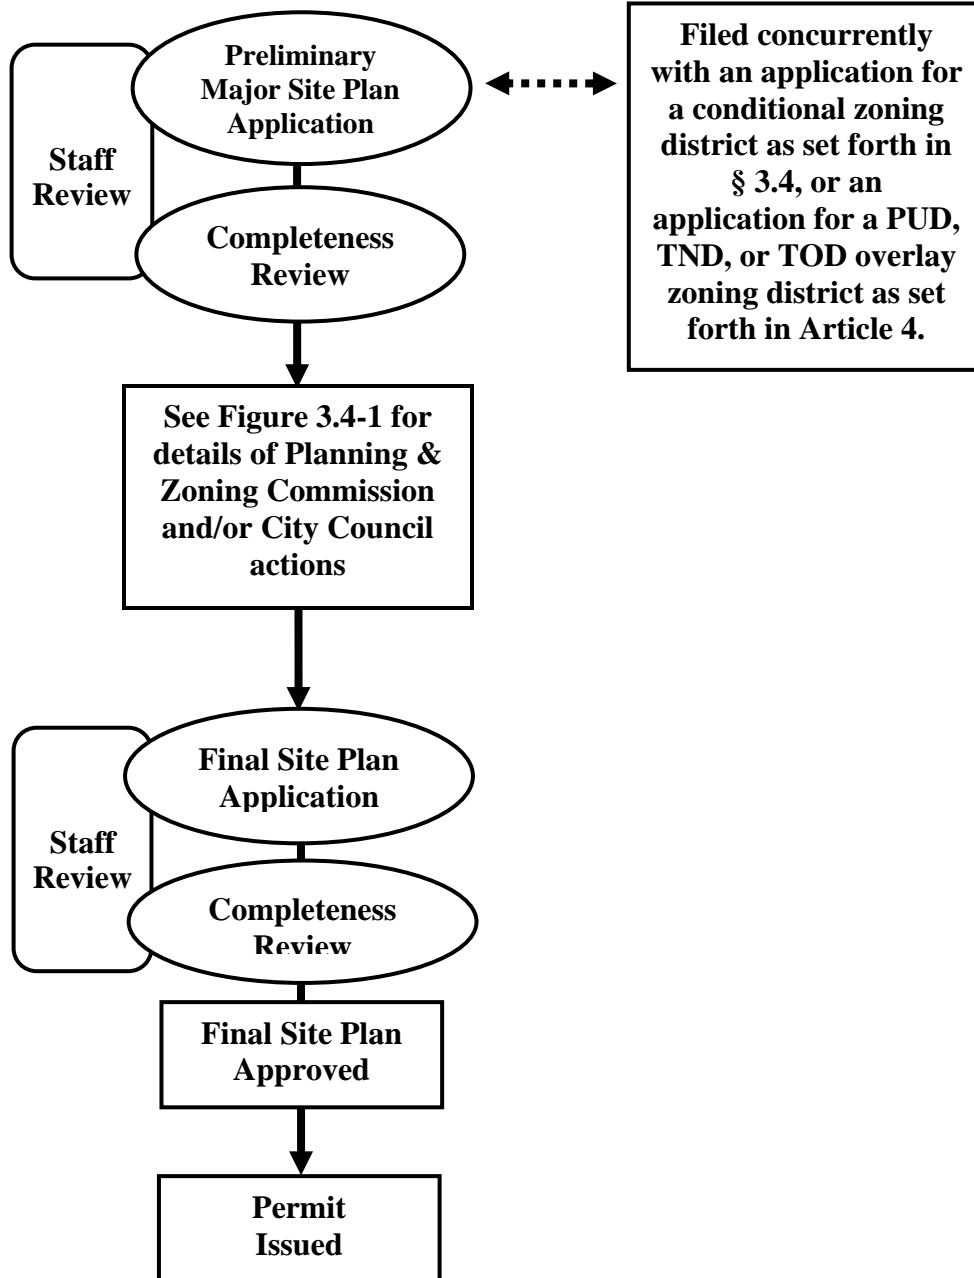 Preliminary
Major Site Plan
Application
Filed concurrently
with an application for
a conditional zoning
district as set forth in
§ 3.4, or an
application for a PUD,
TND, or TOD overlay
zoning district as set
forth in Article 4.
Staff
Review
Completeness
Review
See Figure 3.4-1 for
details of Planning &
Zoning Commission
and/or City Council
actions
Final Site Plan
Application
Staff
Review
Completeness
Review
Final Site Plan
Approved
Permit
Issued